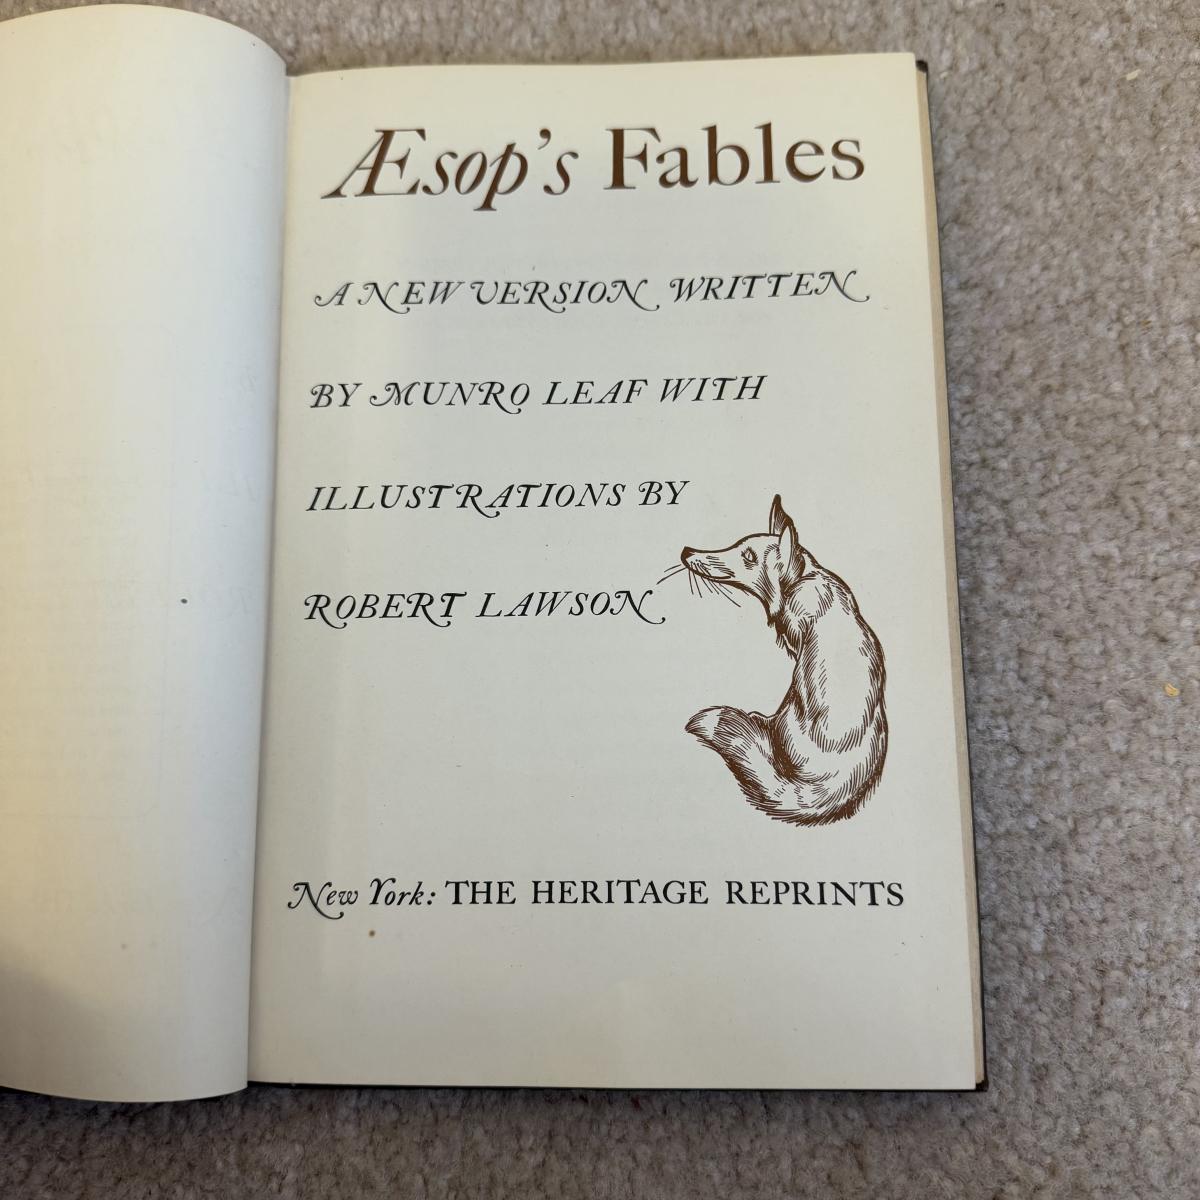 Æsop's Fables
A NEW VERSION WRITTEN
BY MUNRO LEAF WITH
ILLUSTRATIONS BY
ROBERT LAWSON
New York: THE HERITAGE REPRINTS